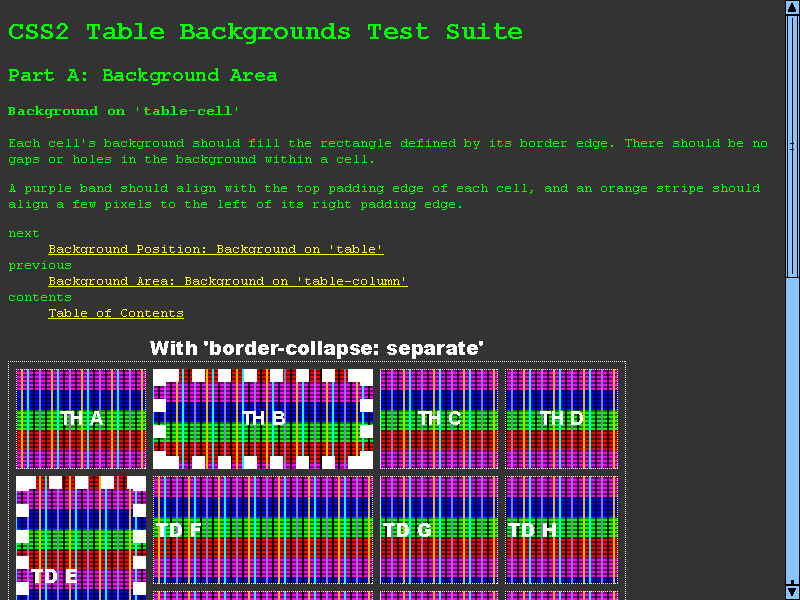 CSS2 Table Backgrounds Test Suite
Part A: Background Area
Background on 'table-cell'
Each cell's background should fill the rectangle defined by its border edge. There should be no
gaps or holes in the background within a cell.
A purple band should align with the top padding edge of each cell, and an orange stripe should
align a few pixels to the left of its right padding edge.
next
Background Position: Background on 'table'
previous
Background Area: Background on 'table-column'
contents
Table of Contents
With 'border-collapse: separate'
TH A TH B TH C TH D
TD F TD G TD H
TD E